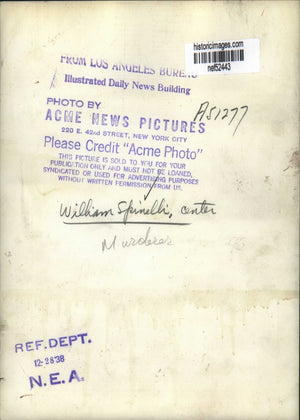 historicimages.com
nef52443
FROM LOS ANGELES BUREAU
Illustrated Daily News Building
PHOTO BY
ACME NEWS PICTURES
220 E. 42nd STREET, NEW YORK CITY
Please Credit "Acme Photo"
THIS PICTURE IS SOLD TO YOU FOR YOUR
PUBLICATION ONLY AND MUST NOT BE LOANED,
SYNDICATED OR USED FOR ADVERTISING PURPOSES
WITHOUT WRITTEN PERMISSION FROM US.
A51277
William Spinelli, center
Murderer
REF. DEPT.
12-28'38
N.E.A.